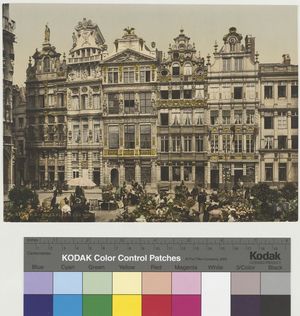 KODAK Color Control Patches
Kodak
Blue Cyan Green Yellow Red Magenta White 3/Color Black